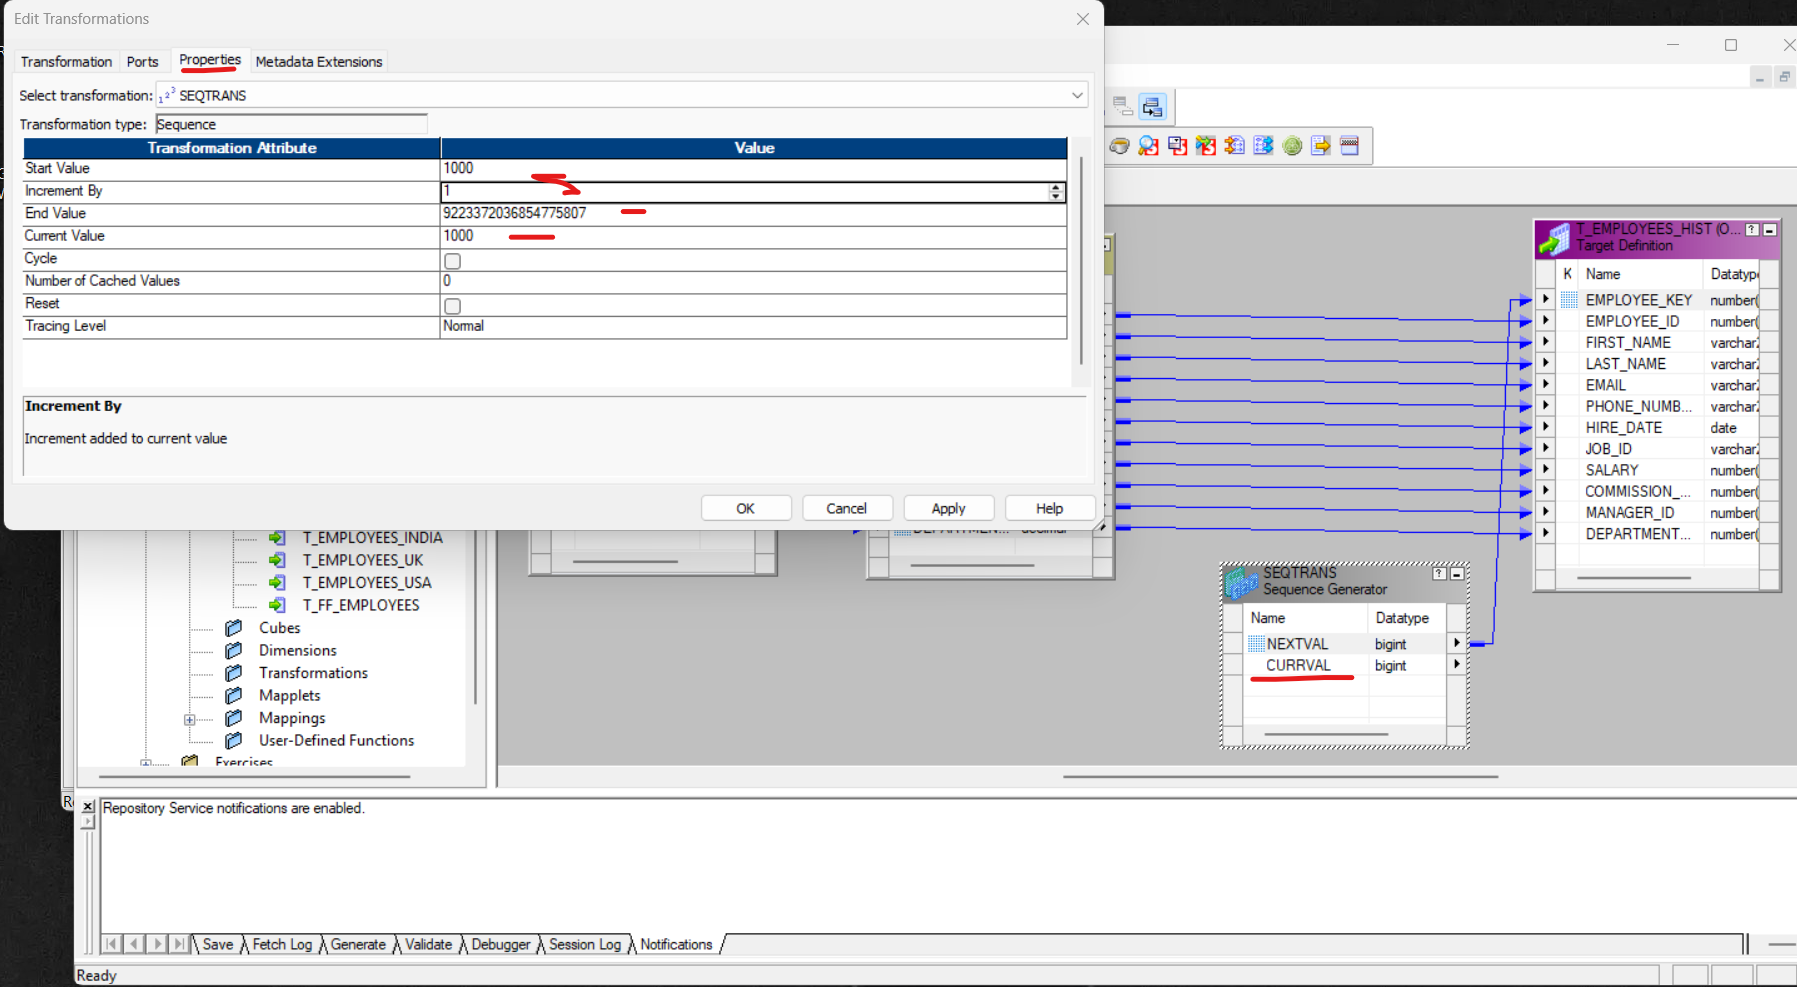 Edit Transformations
Transformation Ports Properties Metadata Extensions
Select transformation: SEQTRANS
Transformation type: Sequence
Transformation Attribute Value
Start Value 1000
Increment By 1
End Value 9223372036854775807
Current Value 1000
Cycle
Number of Cached Values 0
Reset
Tracing Level Normal
Increment By
Increment added to current value
OK Cancel Apply Help
T_EMPLOYEES_HIST (O...
Target Definition
K Name
EMPLOYEE_KEY number(
EMPLOYEE_ID number(
FIRST_NAME varchar
LAST_NAME varchar
EMAIL varchar
PHONE_NUMB... varchar
HIRE_DATE date
JOB_ID varchar
SALARY number(
COMMISSION_... number(
MANAGER_ID number(
DEPARTMENT... number(
T_EMPLOYEES_INDIA
T_EMPLOYEES_UK
T_EMPLOYEES_USA
T_FF_EMPLOYEES
Cubes
Dimensions
Transformations
Mapplets
Mappings
User-Defined Functions
Exercises
SEQTRANS
Sequence Generator
Name Datatype
NEXTVAL bigint
CURRVAL bigint
Repository Service notifications are enabled.
Save Fetch Log Generate Validate Debugger Session Log Notifications
Ready